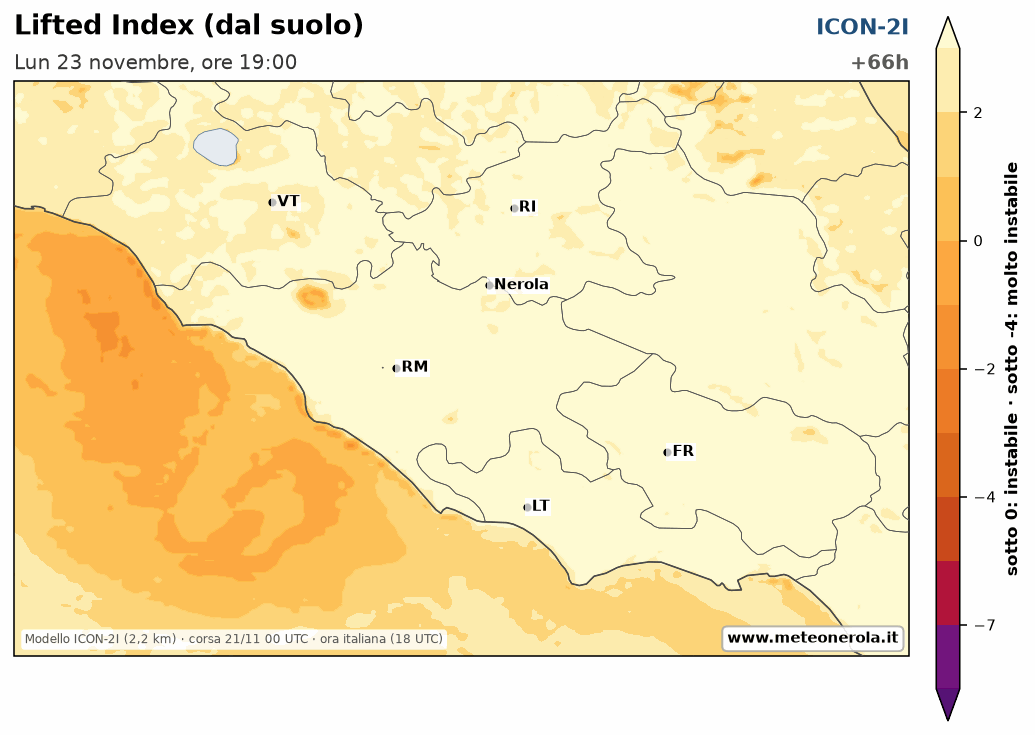 Lifted Index (dal suolo)
ICON-2I
Lun 23 novembre, ore 19:00
+66h
VT
RI
Nerola
RM
FR
LT
2
0
−2
−4
−7
sotto 0: instabile · sotto -4: molto instabile
Modello ICON-2I (2,2 km) · corsa 21/11 00 UTC · ora italiana (18 UTC)
www.meteonerola.it